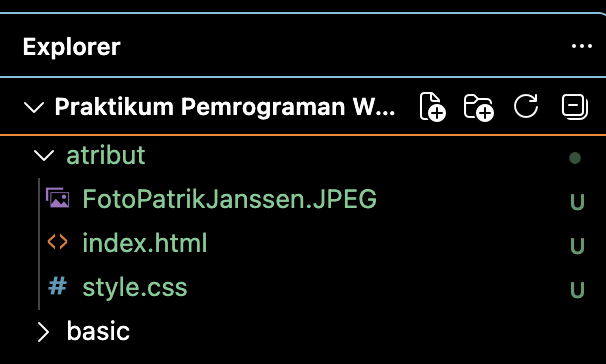 Explorer
Praktikum Pemrograman W...
atribut
FotoPatrikJanssen.JPEG U
index.html U
style.css U
basic